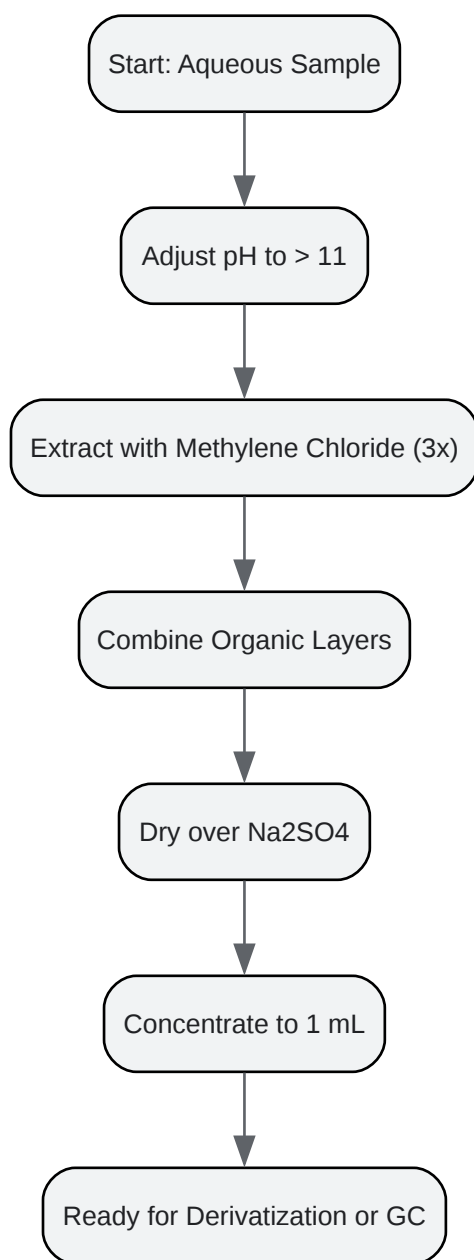 Start: Aqueous Sample
Adjust pH to > 11
Extract with Methylene Chloride (3x)
Combine Organic Layers
Dry over Na2SO4
Concentrate to 1 mL
Ready for Derivatization or GC